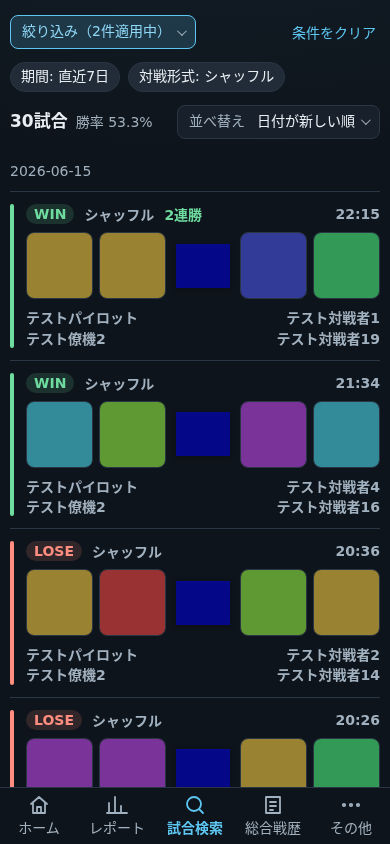 絞り込み（2件適用中）
条件をクリア
期間: 直近7日
対戦形式: シャッフル
30試合 勝率 53.3%
並べ替え 日付が新しい順
2026-06-15
WIN シャッフル 2連勝 22:15
テストパイロット テスト対戦者1
テスト僚機2 テスト対戦者19
WIN シャッフル 21:34
テストパイロット テスト対戦者4
テスト僚機2 テスト対戦者16
LOSE シャッフル 20:36
テストパイロット テスト対戦者2
テスト僚機2 テスト対戦者14
LOSE シャッフル 20:26
ホーム レポート 試合検索 総合戦歴 その他